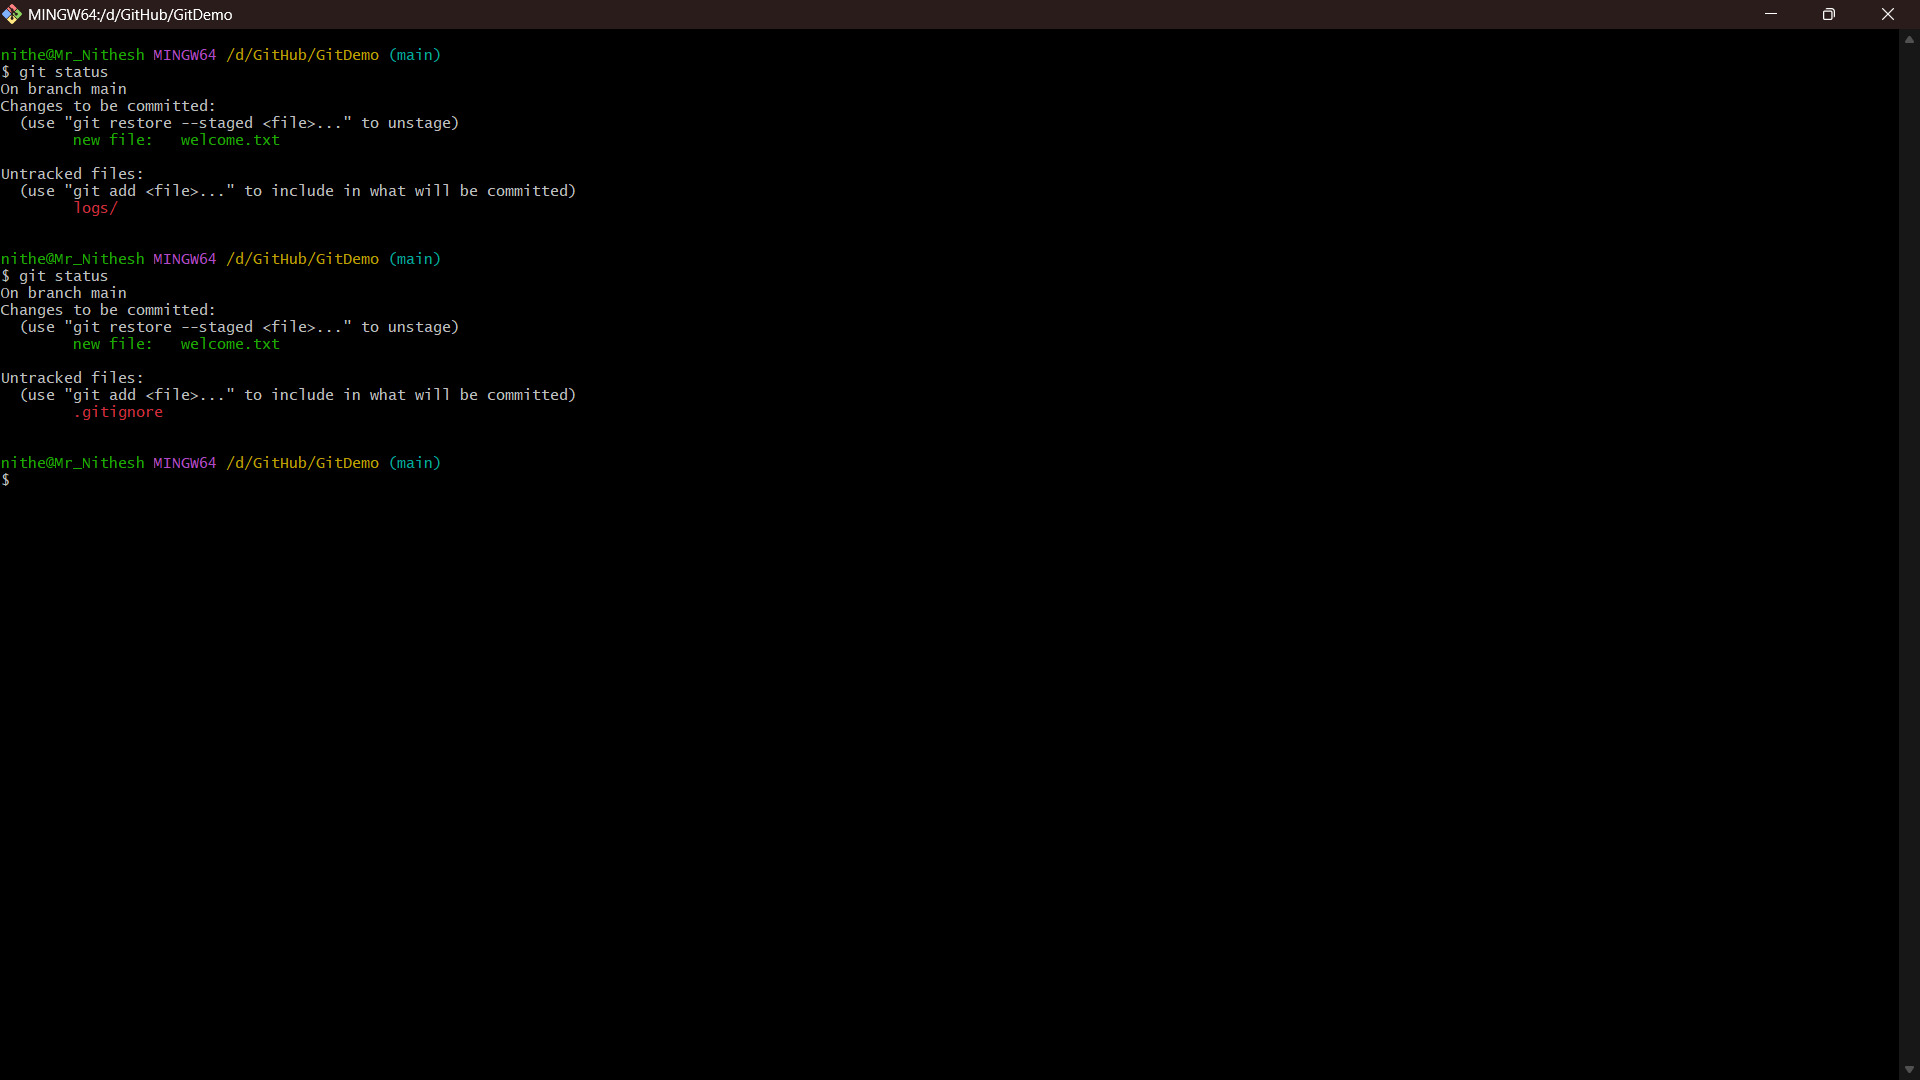 MINGW64:/d/GitHub/GitDemo
nithe@Mr_Nithesh MINGW64 /d/GitHub/GitDemo (main)
$ git status
On branch main
Changes to be committed:
  (use "git restore --staged <file>..." to unstage)
        new file:   welcome.txt

Untracked files:
  (use "git add <file>..." to include in what will be committed)
        logs/

nithe@Mr_Nithesh MINGW64 /d/GitHub/GitDemo (main)
$ git status
On branch main
Changes to be committed:
  (use "git restore --staged <file>..." to unstage)
        new file:   welcome.txt

Untracked files:
  (use "git add <file>..." to include in what will be committed)
        .gitignore

nithe@Mr_Nithesh MINGW64 /d/GitHub/GitDemo (main)
$